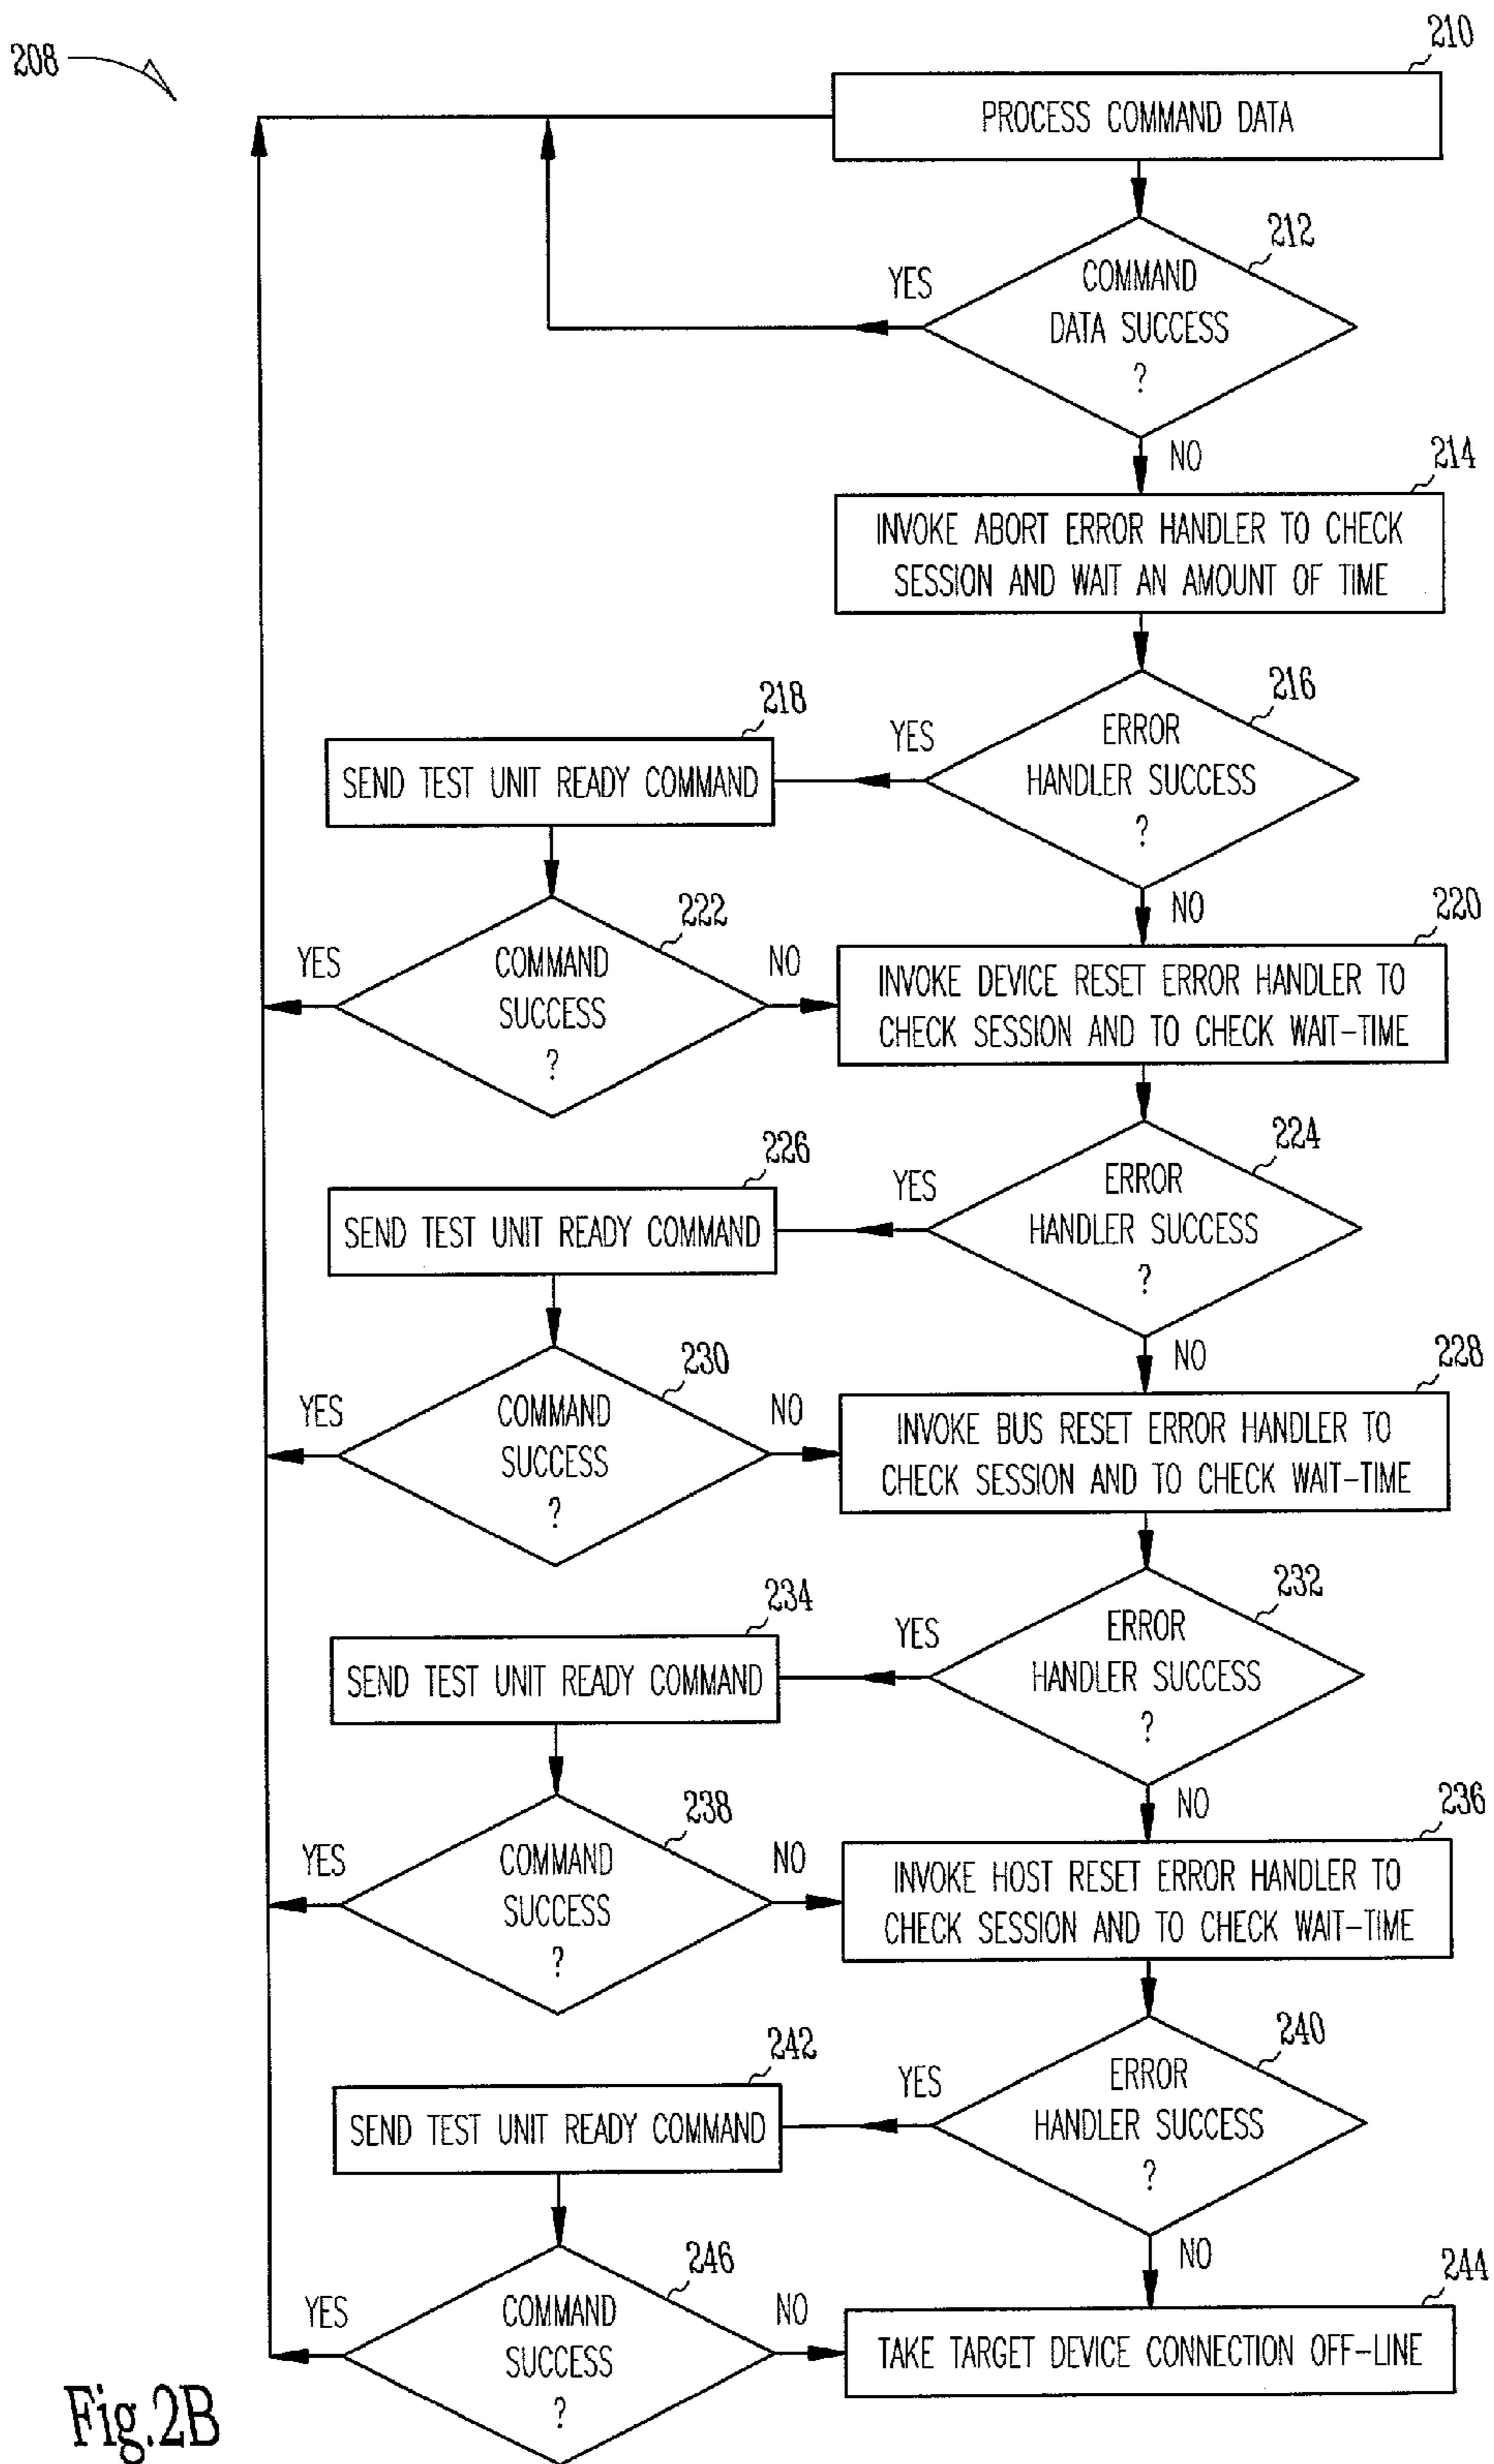 208
210
PROCESS COMMAND DATA
212
YES
COMMAND
DATA SUCCESS
?
NO
214
INVOKE ABORT ERROR HANDLER TO CHECK
SESSION AND WAIT AN AMOUNT OF TIME
216
218
YES
ERROR
HANDLER SUCCESS
?
SEND TEST UNIT READY COMMAND
NO
220
222
YES
COMMAND
SUCCESS
?
NO
INVOKE DEVICE RESET ERROR HANDLER TO
CHECK SESSION AND TO CHECK WAIT-TIME
224
226
YES
ERROR
HANDLER SUCCESS
?
SEND TEST UNIT READY COMMAND
NO
228
230
YES
COMMAND
SUCCESS
?
NO
INVOKE BUS RESET ERROR HANDLER TO
CHECK SESSION AND TO CHECK WAIT-TIME
232
234
YES
ERROR
HANDLER SUCCESS
?
SEND TEST UNIT READY COMMAND
NO
236
238
YES
COMMAND
SUCCESS
?
NO
INVOKE HOST RESET ERROR HANDLER TO
CHECK SESSION AND TO CHECK WAIT-TIME
240
242
YES
ERROR
HANDLER SUCCESS
?
SEND TEST UNIT READY COMMAND
NO
244
246
YES
COMMAND
SUCCESS
?
NO
TAKE TARGET DEVICE CONNECTION OFF-LINE
Fig.2B